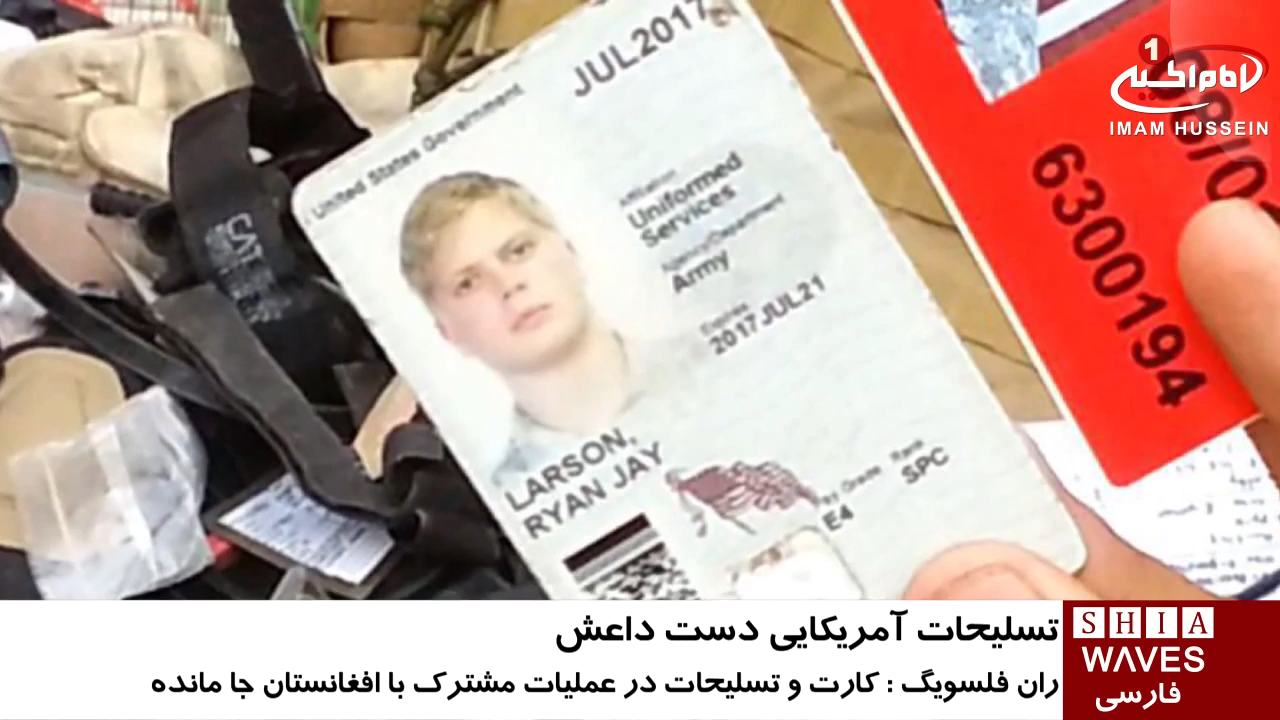 JUL2017
United States Government
Affiliation
Uniformed
Services
Agency/Department
Army
Expires
2017JUL21
LARSON,
RYAN JAY
Pay Grade
E4
Rank
SPC
CAT
6300194
1
امام حسین
IMAM HUSSEIN
تسلیحات آمریکایی دست داعش
ران فلسویگ : کارت و تسلیحات در عملیات مشترک با افغانستان جا مانده
SHIA
WAVES
فارسی